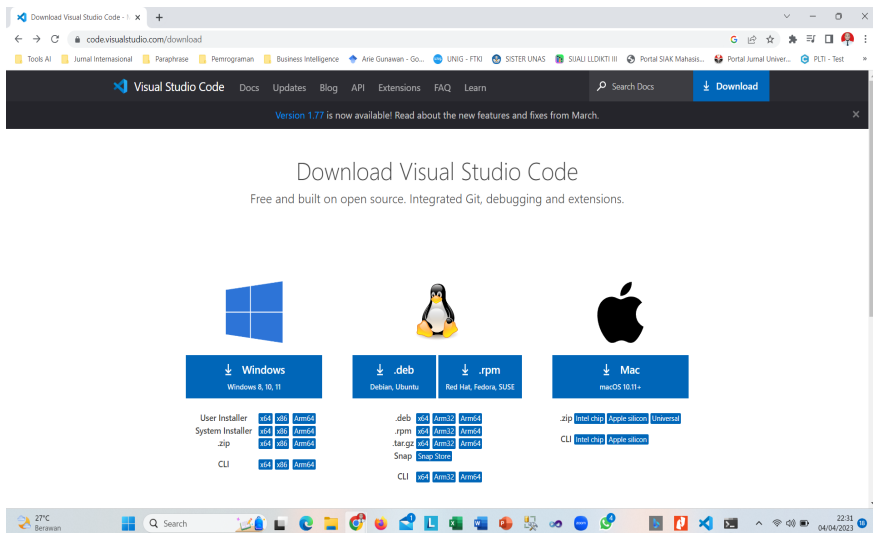 Download Visual Studio Code - M
code.visualstudio.com/download
Tools AI Jurnal Internasional Paraphrase Pemrograman Business Intelligence Arie Gunawan - Go... UNIG - FTKI SISTER UNAS SIJALI LLDIKTI III Portal SIAK Mahasis... Portal Jurnal Univer... PLTI - Test »
Visual Studio Code Docs Updates Blog API Extensions FAQ Learn Search Docs Download
Version 1.77 is now available! Read about the new features and fixes from March.
Download Visual Studio Code
Free and built on open source. Integrated Git, debugging and extensions.
Windows
Windows 8, 10, 11
User Installer x64 x86 Arm64
System Installer x64 x86 Arm64
.zip x64 x86 Arm64
CLI x64 x86 Arm64
.deb
Debian, Ubuntu
.rpm
Red Hat, Fedora, SUSE
.deb x64 Arm32 Arm64
.rpm x64 Arm32 Arm64
.tar.gz x64 Arm32 Arm64
Snap Snap Store
CLI x64 Arm32 Arm64
Mac
macOS 10.11+
.zip Intel chip Apple silicon Universal
CLI Intel chip Apple silicon
27°C
Berawan
Search
22:31
04/04/2023